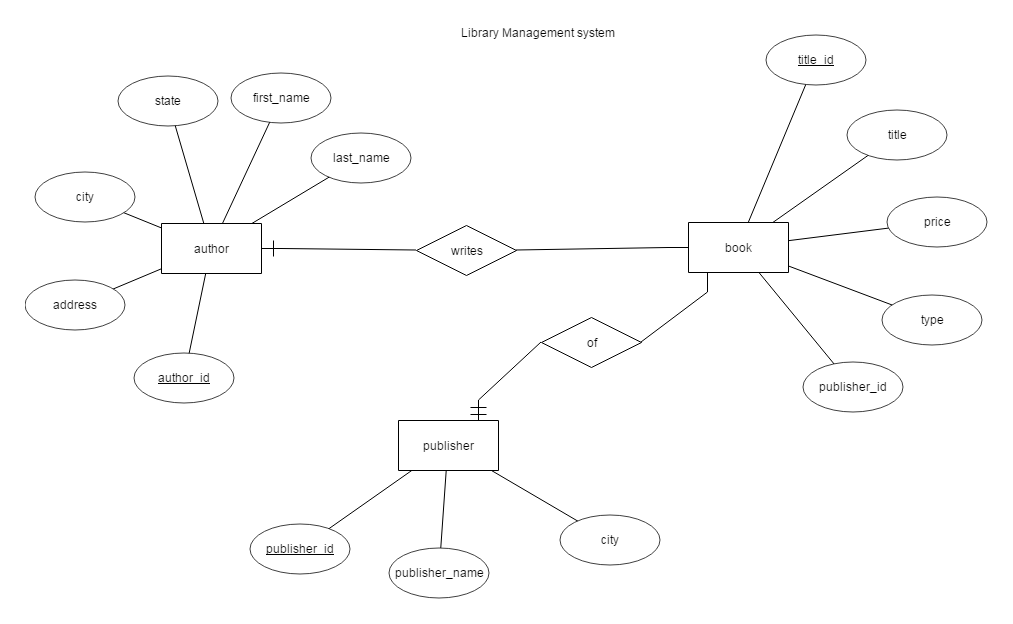 Library Management system
title_id
state
first_name
title
last_name
city
price
author
writes
book
address
type
of
author_id
publisher_id
publisher
publisher_id
publisher_name
city